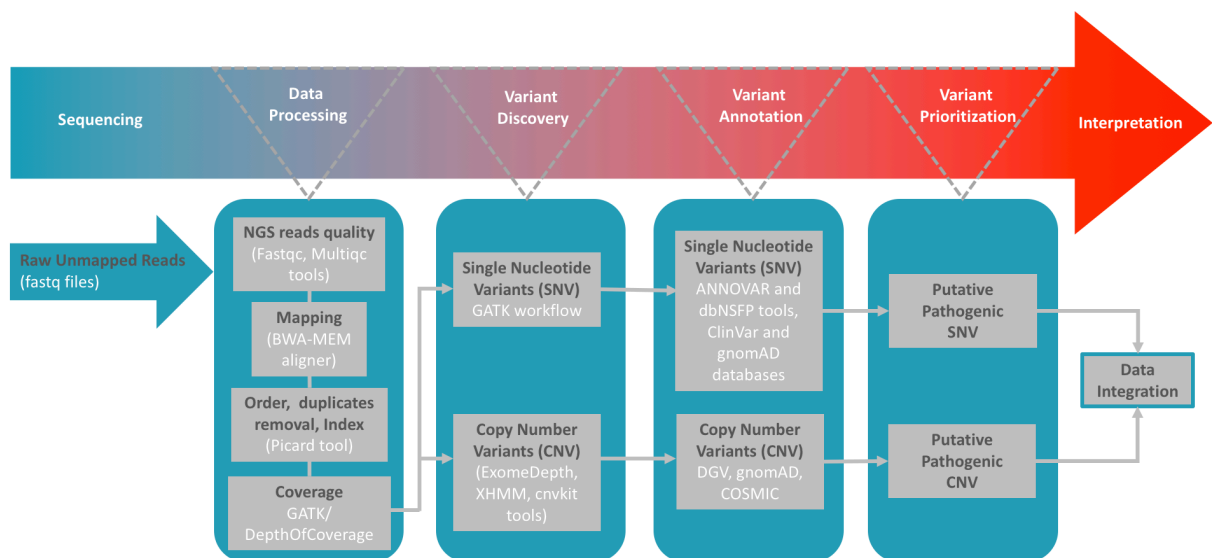 Sequencing
Data
Processing
Variant
Discovery
Variant
Annotation
Variant
Prioritization
Interpretation
Raw Unmapped Reads
(fastq files)
NGS reads quality
(Fastqc, Multiqc
tools)
Mapping
(BWA-MEM
aligner)
Order, duplicates
removal, Index
(Picard tool)
Coverage
GATK/
DepthOfCoverage
Single Nucleotide
Variants (SNV)
GATK workflow
Copy Number
Variants (CNV)
(ExomeDepth,
XHMM, cnvkit
tools)
Single Nucleotide
Variants (SNV)
ANNOVAR and
dbNSFP tools,
ClinVar and
gnomAD
databases
Copy Number
Variants (CNV)
DGV, gnomAD,
COSMIC
Putative
Pathogenic
SNV
Putative
Pathogenic
CNV
Data
Integration